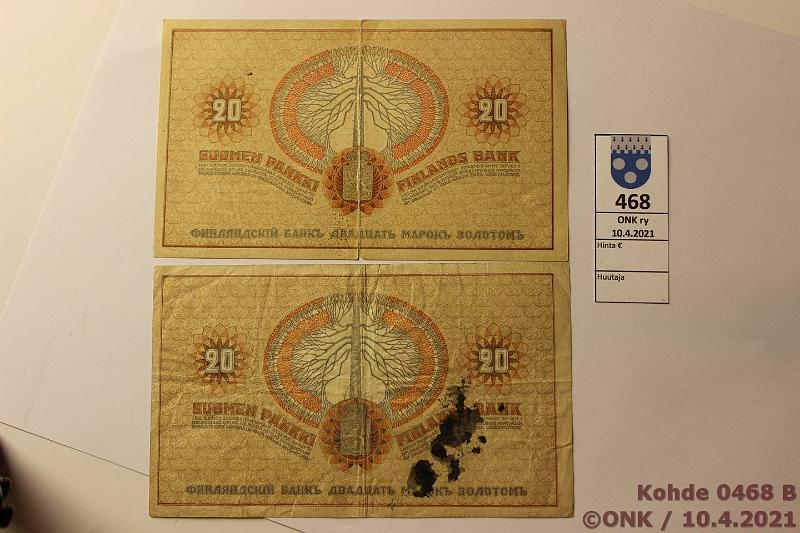 20
20
SUOMEN PANKKI
FINLANDS BANK
ФИНЛЯНДСКІЙ БАНКЪ ДВАДЦАТЬ МАРОКЪ ЗОЛОТОМЪ
20
20
SUOMEN PANKKI
FINLANDS BANK
ФИНЛЯНДСКІЙ БАНКЪ ДВАДЦАТЬ МАРОКЪ ЗОЛОТОМЪ
468
ONK ry
10.4.2021
Hinta €
Huutaja
Kohde 0468 B
©ONK / 10.4.2021